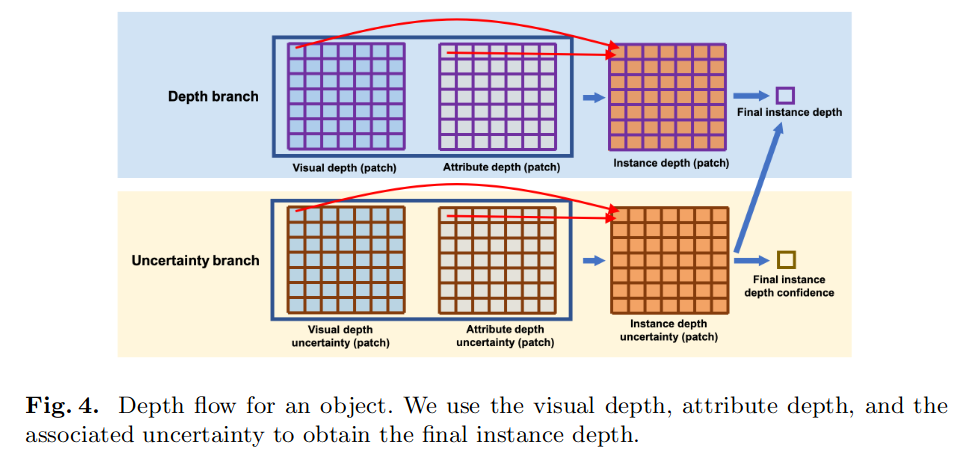 Depth branch
Visual depth (patch)
Attribute depth (patch)
Instance depth (patch)
Final instance depth
Uncertainty branch
Visual depth
uncertainty (patch)
Attribute depth
uncertainty (patch)
Instance depth
uncertainty (patch)
Final instance
depth confidence
Fig. 4. Depth flow for an object. We use the visual depth, attribute depth, and the
associated uncertainty to obtain the final instance depth.